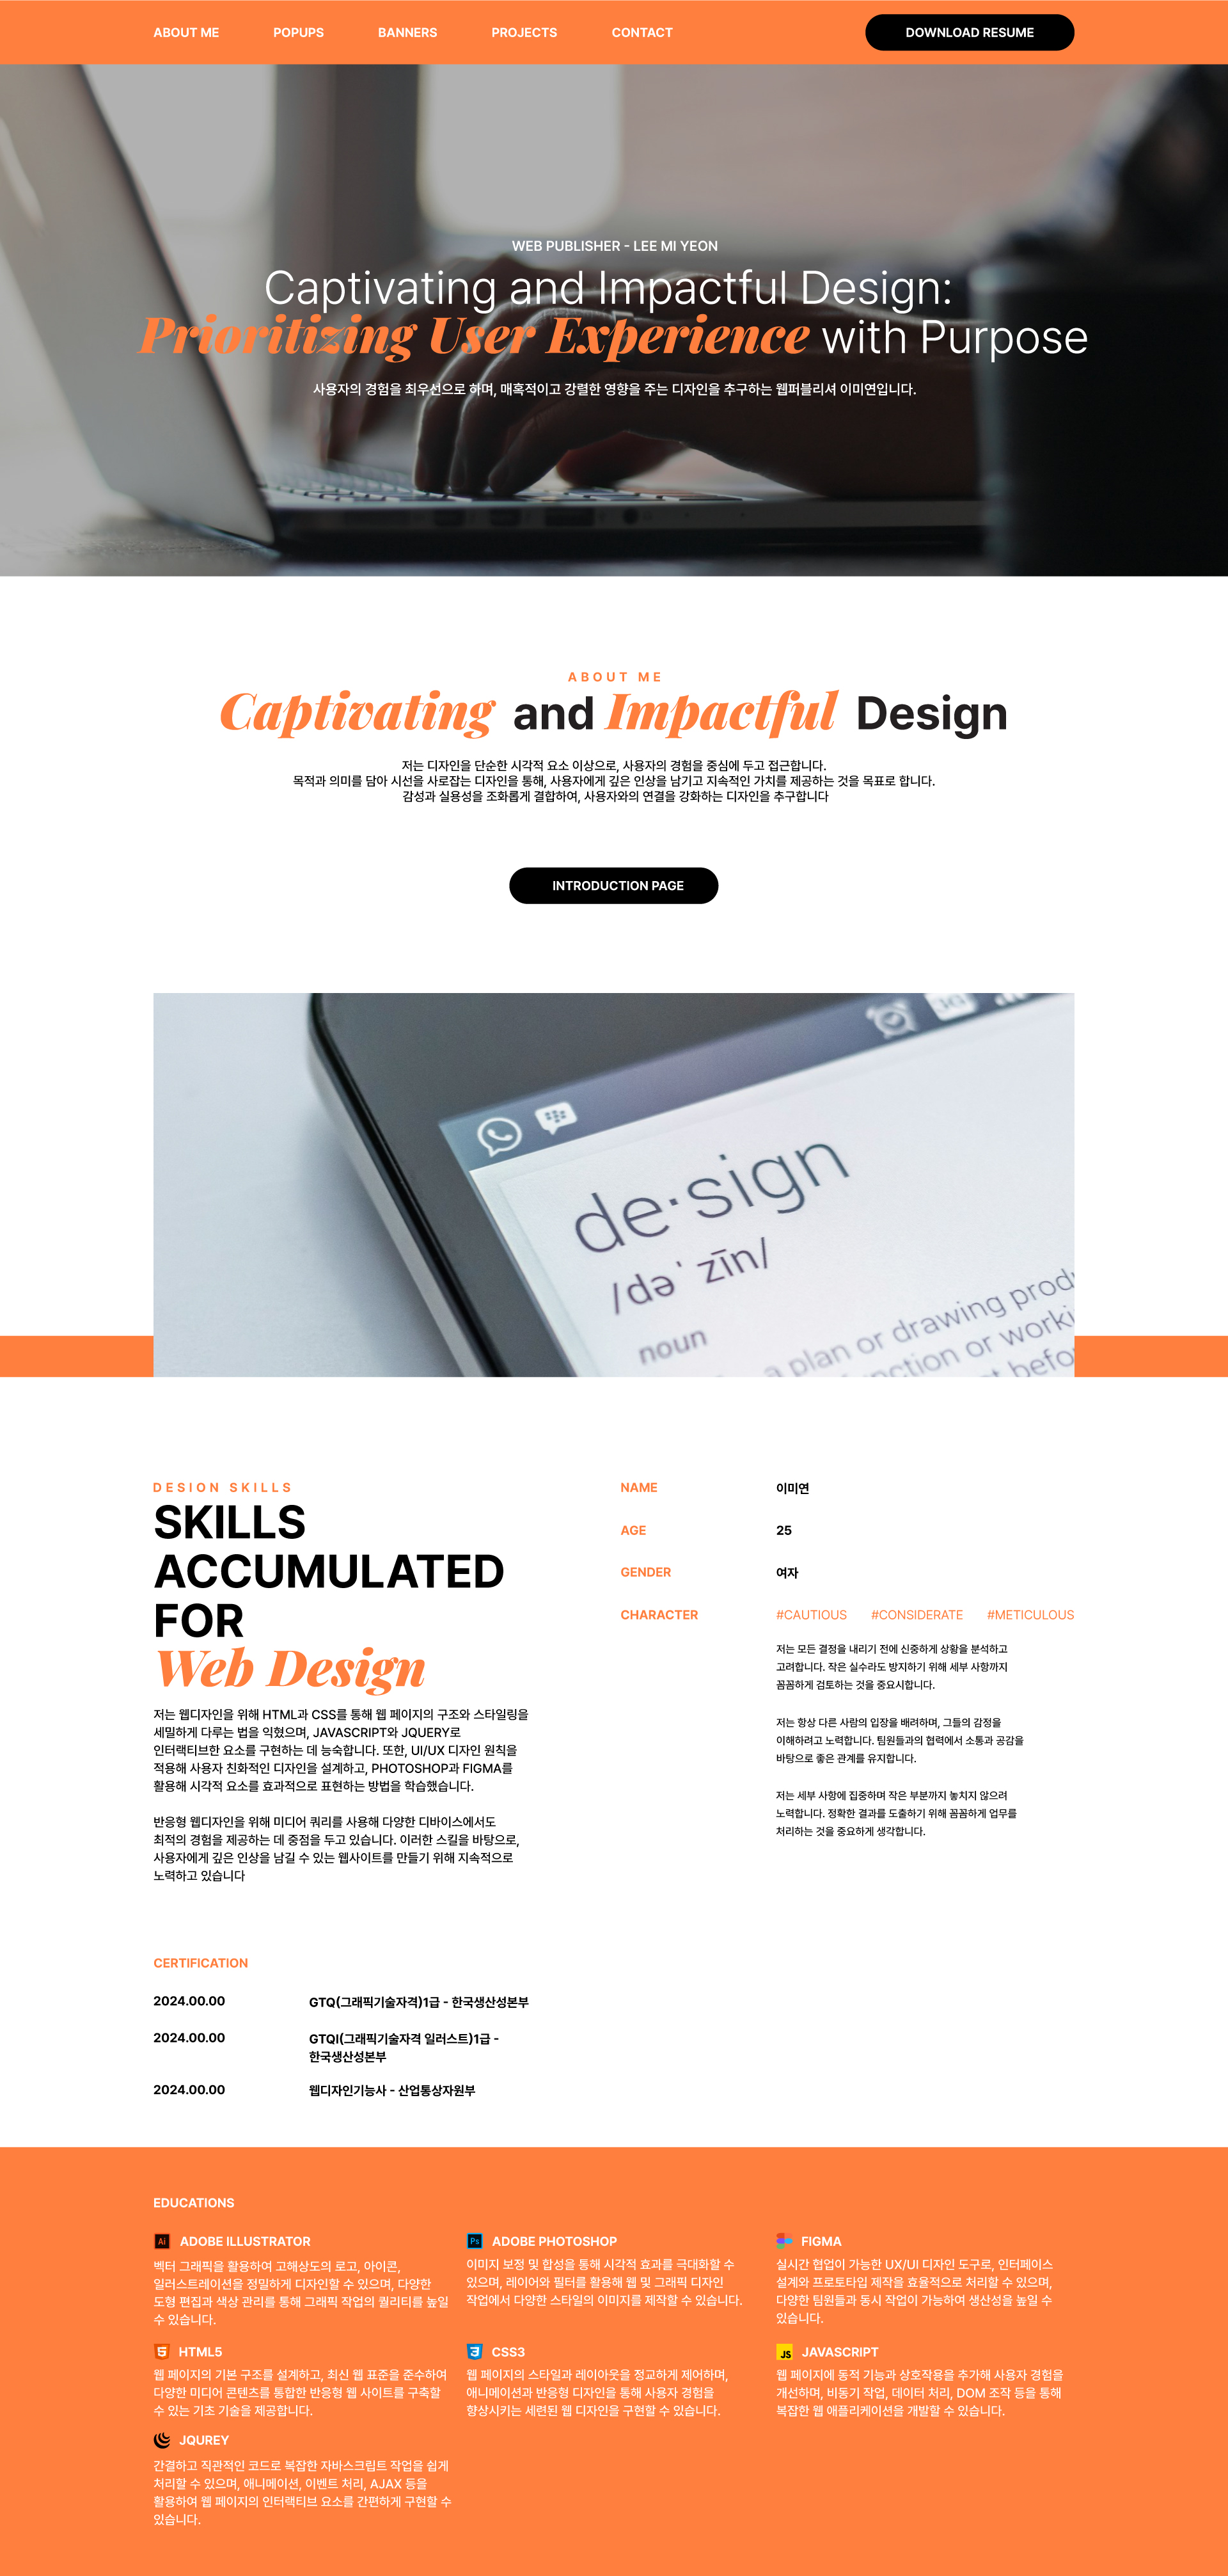 ABOUT ME
POPUPS
BANNERS
PROJECTS
CONTACT
DOWNLOAD RESUME
WEB PUBLISHER - LEE MI YEON
Captivating and Impactful Design:
Prioritizing User Experience with Purpose
사용자의 경험을 최우선으로 하며, 매혹적이고 강렬한 영향을 주는 디자인을 추구하는 웹퍼블리셔 이미연입니다.
ABOUT ME
Captivating and Impactful Design
저는 디자인을 단순한 시각적 요소 이상으로, 사용자의 경험을 중심에 두고 접근합니다.
목적과 의미를 담아 시선을 사로잡는 디자인을 통해, 사용자에게 깊은 인상을 남기고 지속적인 가치를 제공하는 것을 목표로 합니다.
감성과 실용성을 조화롭게 결합하여, 사용자와의 연결을 강화하는 디자인을 추구합니다
INTRODUCTION PAGE
3G
de·sign
/dəˈ zīn/
noun
a plan or drawing produ
nction or worki
t befo
DESIGN SKILLS
SKILLS
ACCUMULATED
FOR
Web Design
저는 웹디자인을 위해 HTML과 CSS를 통해 웹 페이지의 구조와 스타일링을
세밀하게 다루는 법을 익혔으며, JAVASCRIPT와 JQUERY로
인터랙티브한 요소를 구현하는 데 능숙합니다. 또한, UI/UX 디자인 원칙을
적용해 사용자 친화적인 디자인을 설계하고, PHOTOSHOP과 FIGMA를
활용해 시각적 요소를 효과적으로 표현하는 방법을 학습했습니다.
반응형 웹디자인을 위해 미디어 쿼리를 사용해 다양한 디바이스에서도
최적의 경험을 제공하는 데 중점을 두고 있습니다. 이러한 스킬을 바탕으로,
사용자에게 깊은 인상을 남길 수 있는 웹사이트를 만들기 위해 지속적으로
노력하고 있습니다
NAME 이미연
AGE 25
GENDER 여자
CHARACTER #CAUTIOUS #CONSIDERATE #METICULOUS
저는 모든 결정을 내리기 전에 신중하게 상황을 분석하고
고려합니다. 작은 실수라도 방지하기 위해 세부 사항까지
꼼꼼하게 검토하는 것을 중요시합니다.
저는 항상 다른 사람의 입장을 배려하며, 그들의 감정을
이해하려고 노력합니다. 팀원들과의 협력에서 소통과 공감을
바탕으로 좋은 관계를 유지합니다.
저는 세부 사항에 집중하며 작은 부분까지 놓치지 않으려
노력합니다. 정확한 결과를 도출하기 위해 꼼꼼하게 업무를
처리하는 것을 중요하게 생각합니다.
CERTIFICATION
2024.00.00 GTQ(그래픽기술자격)1급 - 한국생산성본부
2024.00.00 GTQI(그래픽기술자격 일러스트)1급 -
한국생산성본부
2024.00.00 웹디자인기능사 - 산업통상자원부
EDUCATIONS
Ai ADOBE ILLUSTRATOR
벡터 그래픽을 활용하여 고해상도의 로고, 아이콘,
일러스트레이션을 정밀하게 디자인할 수 있으며, 다양한
도형 편집과 색상 관리를 통해 그래픽 작업의 퀄리티를 높일
수 있습니다.
Ps ADOBE PHOTOSHOP
이미지 보정 및 합성을 통해 시각적 효과를 극대화할 수
있으며, 레이어와 필터를 활용해 웹 및 그래픽 디자인
작업에서 다양한 스타일의 이미지를 제작할 수 있습니다.
FIGMA
실시간 협업이 가능한 UX/UI 디자인 도구로, 인터페이스
설계와 프로토타입 제작을 효율적으로 처리할 수 있으며,
다양한 팀원들과 동시 작업이 가능하여 생산성을 높일 수
있습니다.
5 HTML5
웹 페이지의 기본 구조를 설계하고, 최신 웹 표준을 준수하여
다양한 미디어 콘텐츠를 통합한 반응형 웹 사이트를 구축할
수 있는 기초 기술을 제공합니다.
3 CSS3
웹 페이지의 스타일과 레이아웃을 정교하게 제어하며,
애니메이션과 반응형 디자인을 통해 사용자 경험을
향상시키는 세련된 웹 디자인을 구현할 수 있습니다.
JS JAVASCRIPT
웹 페이지에 동적 기능과 상호작용을 추가해 사용자 경험을
개선하며, 비동기 작업, 데이터 처리, DOM 조작 등을 통해
복잡한 웹 애플리케이션을 개발할 수 있습니다.
JQUREY
간결하고 직관적인 코드로 복잡한 자바스크립트 작업을 쉽게
처리할 수 있으며, 애니메이션, 이벤트 처리, AJAX 등을
활용하여 웹 페이지의 인터랙티브 요소를 간편하게 구현할 수
있습니다.